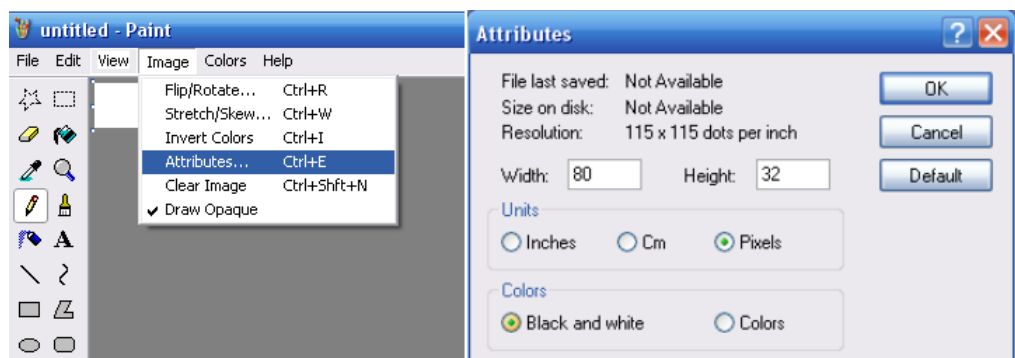 untitled - Paint
File Edit View Image Colors Help
Flip/Rotate... Ctrl+R
Stretch/Skew... Ctrl+W
Invert Colors Ctrl+I
Attributes... Ctrl+E
Clear Image Ctrl+Shft+N
Draw Opaque
A
Attributes
File last saved: Not Available
Size on disk: Not Available
Resolution: 115 x 115 dots per inch
Width: 80 Height: 32
Units
Inches Cm Pixels
Colors
Black and white Colors
OK
Cancel
Default